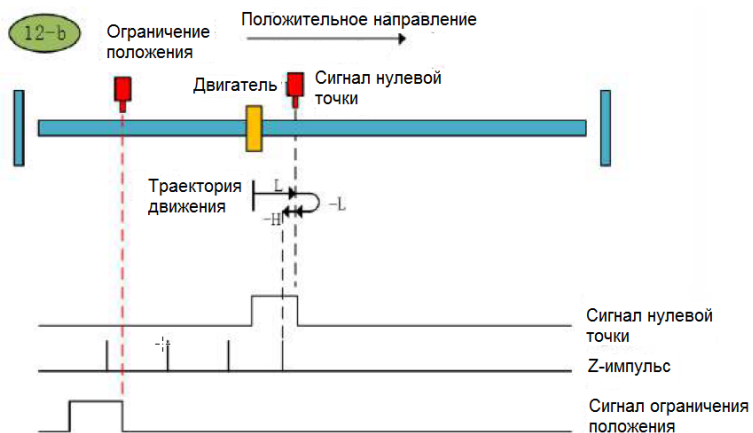 12-b
Ограничение
положения
Положительное направление
Двигатель
Сигнал нулевой
точки
Траектория
движения
L
-L
-H
Сигнал нулевой
точки
Z-импульс
Сигнал ограничения
положения